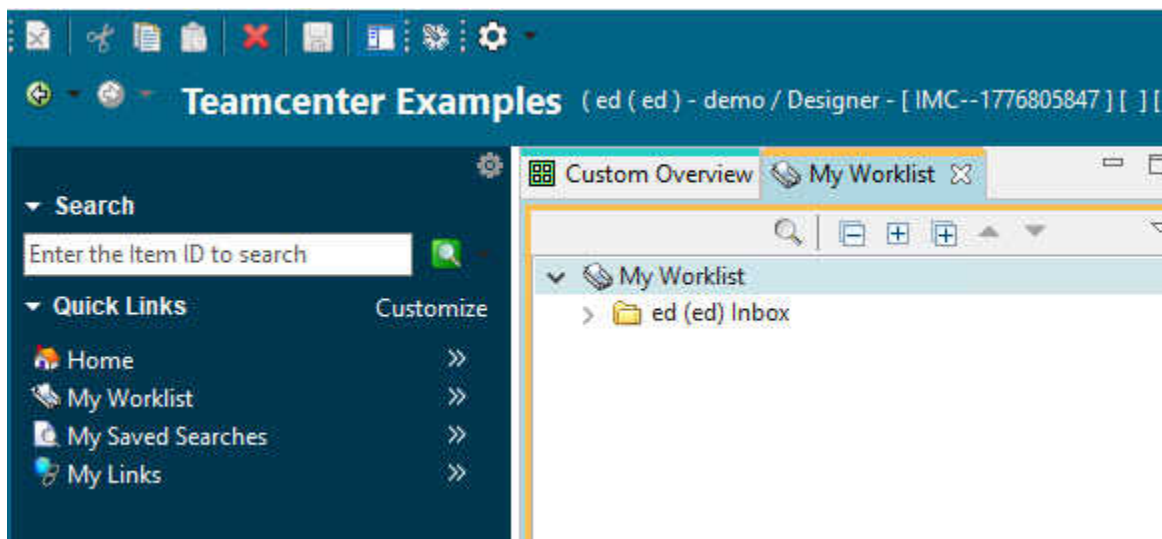 Teamcenter Examples ( ed ( ed ) - demo / Designer - [ IMC--1776805847 ] [ ] [
Search
Enter the Item ID to search
Quick Links Customize
Home
My Worklist
My Saved Searches
My Links
Custom Overview My Worklist
My Worklist
ed (ed) Inbox